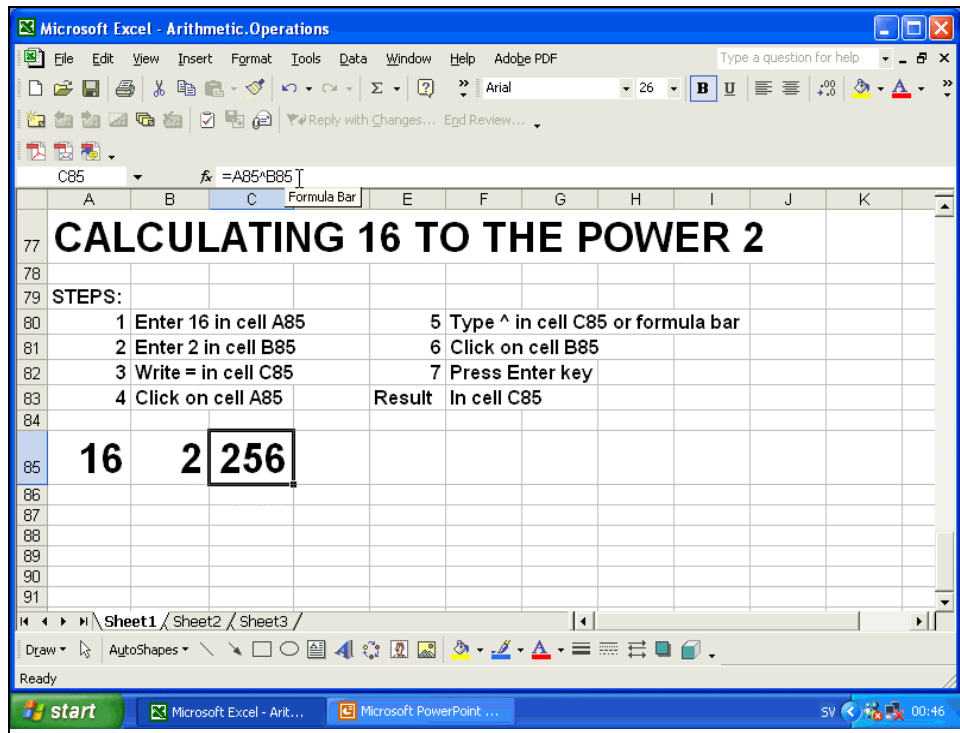 Microsoft Excel - Arithmetic.Operations
File Edit View Insert Format Tools Data Window Help Adobe PDF Type a question for help
Arial 26 B U
Reply with Changes... End Review...
C85 fx =A85^B85
Formula Bar
A B C E F G H I J K
77 CALCULATING 16 TO THE POWER 2
78
79 STEPS:
80 1 Enter 16 in cell A85 5 Type ^ in cell C85 or formula bar
81 2 Enter 2 in cell B85 6 Click on cell B85
82 3 Write = in cell C85 7 Press Enter key
83 4 Click on cell A85 Result In cell C85
84
85 16 2 256
86
87
88
89
90
91
Sheet1 / Sheet2 / Sheet3 /
Draw AutoShapes
Ready
start Microsoft Excel - Arit... Microsoft PowerPoint ... SV 00:46